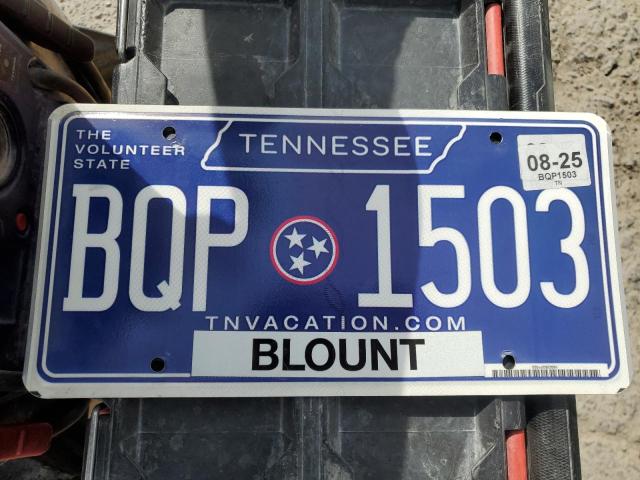 THE
VOLUNTEER
STATE
TENNESSEE
08-25
BQP1503
TN
BQP 1503
TNVACATION.COM
BLOUNT